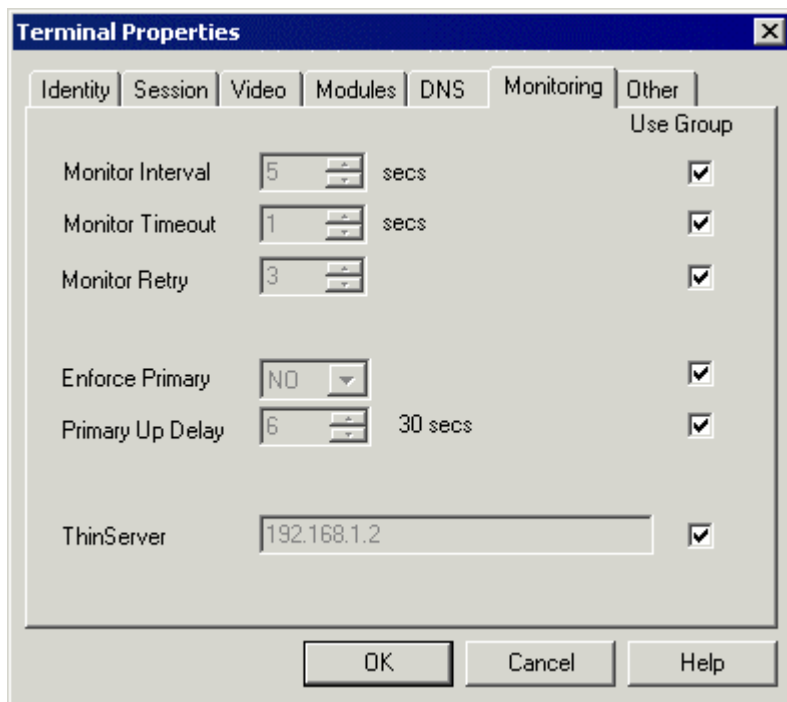 Terminal Properties
Identity Session Video Modules DNS Monitoring Other
Use Group
Monitor Interval 5 secs
Monitor Timeout 1 secs
Monitor Retry 3
Enforce Primary NO
Primary Up Delay 6 30 secs
ThinServer 192.168.1.2
OK Cancel Help